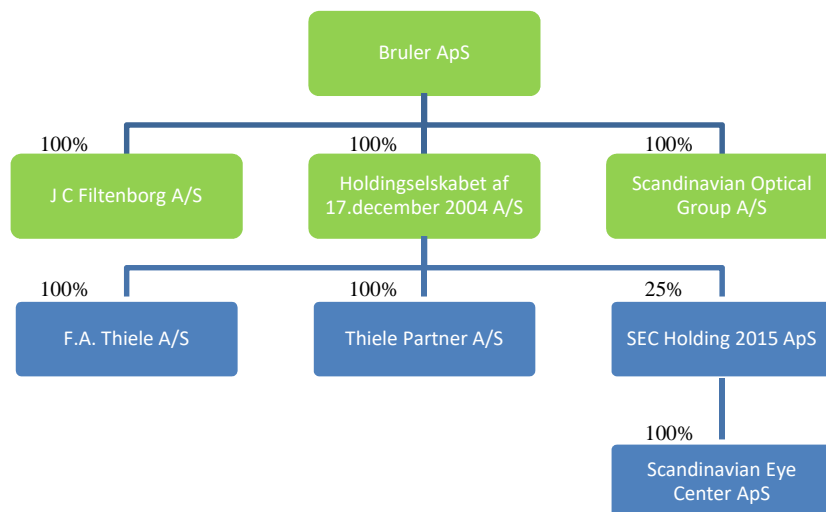 Bruler ApS
100%
100%
100%
J C Filtenborg A/S
Holdingselskabet af
17.december 2004 A/S
Scandinavian Optical
Group A/S
100%
100%
25%
F.A. Thiele A/S
Thiele Partner A/S
SEC Holding 2015 ApS
100%
Scandinavian Eye
Center ApS